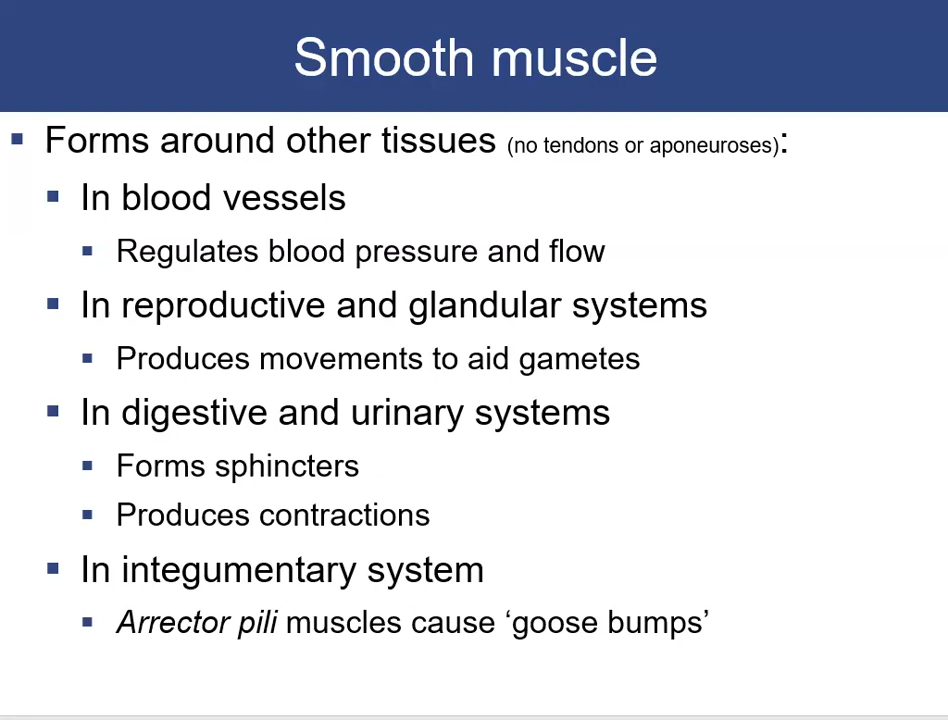 Smooth muscle
Forms around other tissues (no tendons or aponeuroses):
In blood vessels
Regulates blood pressure and flow
In reproductive and glandular systems
Produces movements to aid gametes
In digestive and urinary systems
Forms sphincters
Produces contractions
In integumentary system
Arrector pili muscles cause ‘goose bumps’